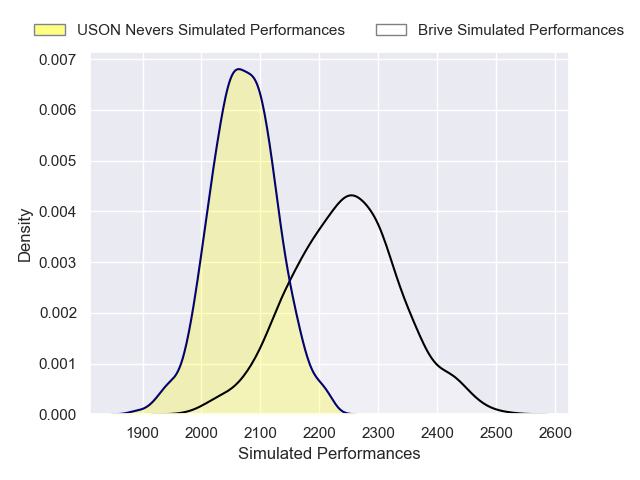 USON Nevers Simulated Performances
Brive Simulated Performances
0.007
0.006
0.005
0.004
0.003
0.002
0.001
0.000
Density
1900 2000 2100 2200 2300 2400 2500 2600
Simulated Performances